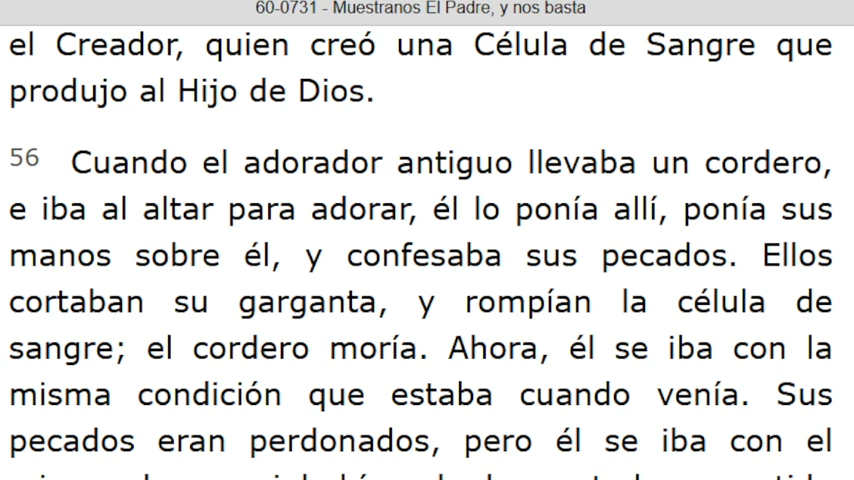 60-0731 - Muestranos El Padre, y nos basta
el Creador, quien creó una Célula de Sangre que
produjo al Hijo de Dios.
56 Cuando el adorador antiguo llevaba un cordero,
e iba al altar para adorar, él lo ponía allí, ponía sus
manos sobre él, y confesaba sus pecados. Ellos
cortaban su garganta, y rompían la célula de
sangre; el cordero moría. Ahora, él se iba con la
misma condición que estaba cuando venía. Sus
pecados eran perdonados, pero él se iba con el